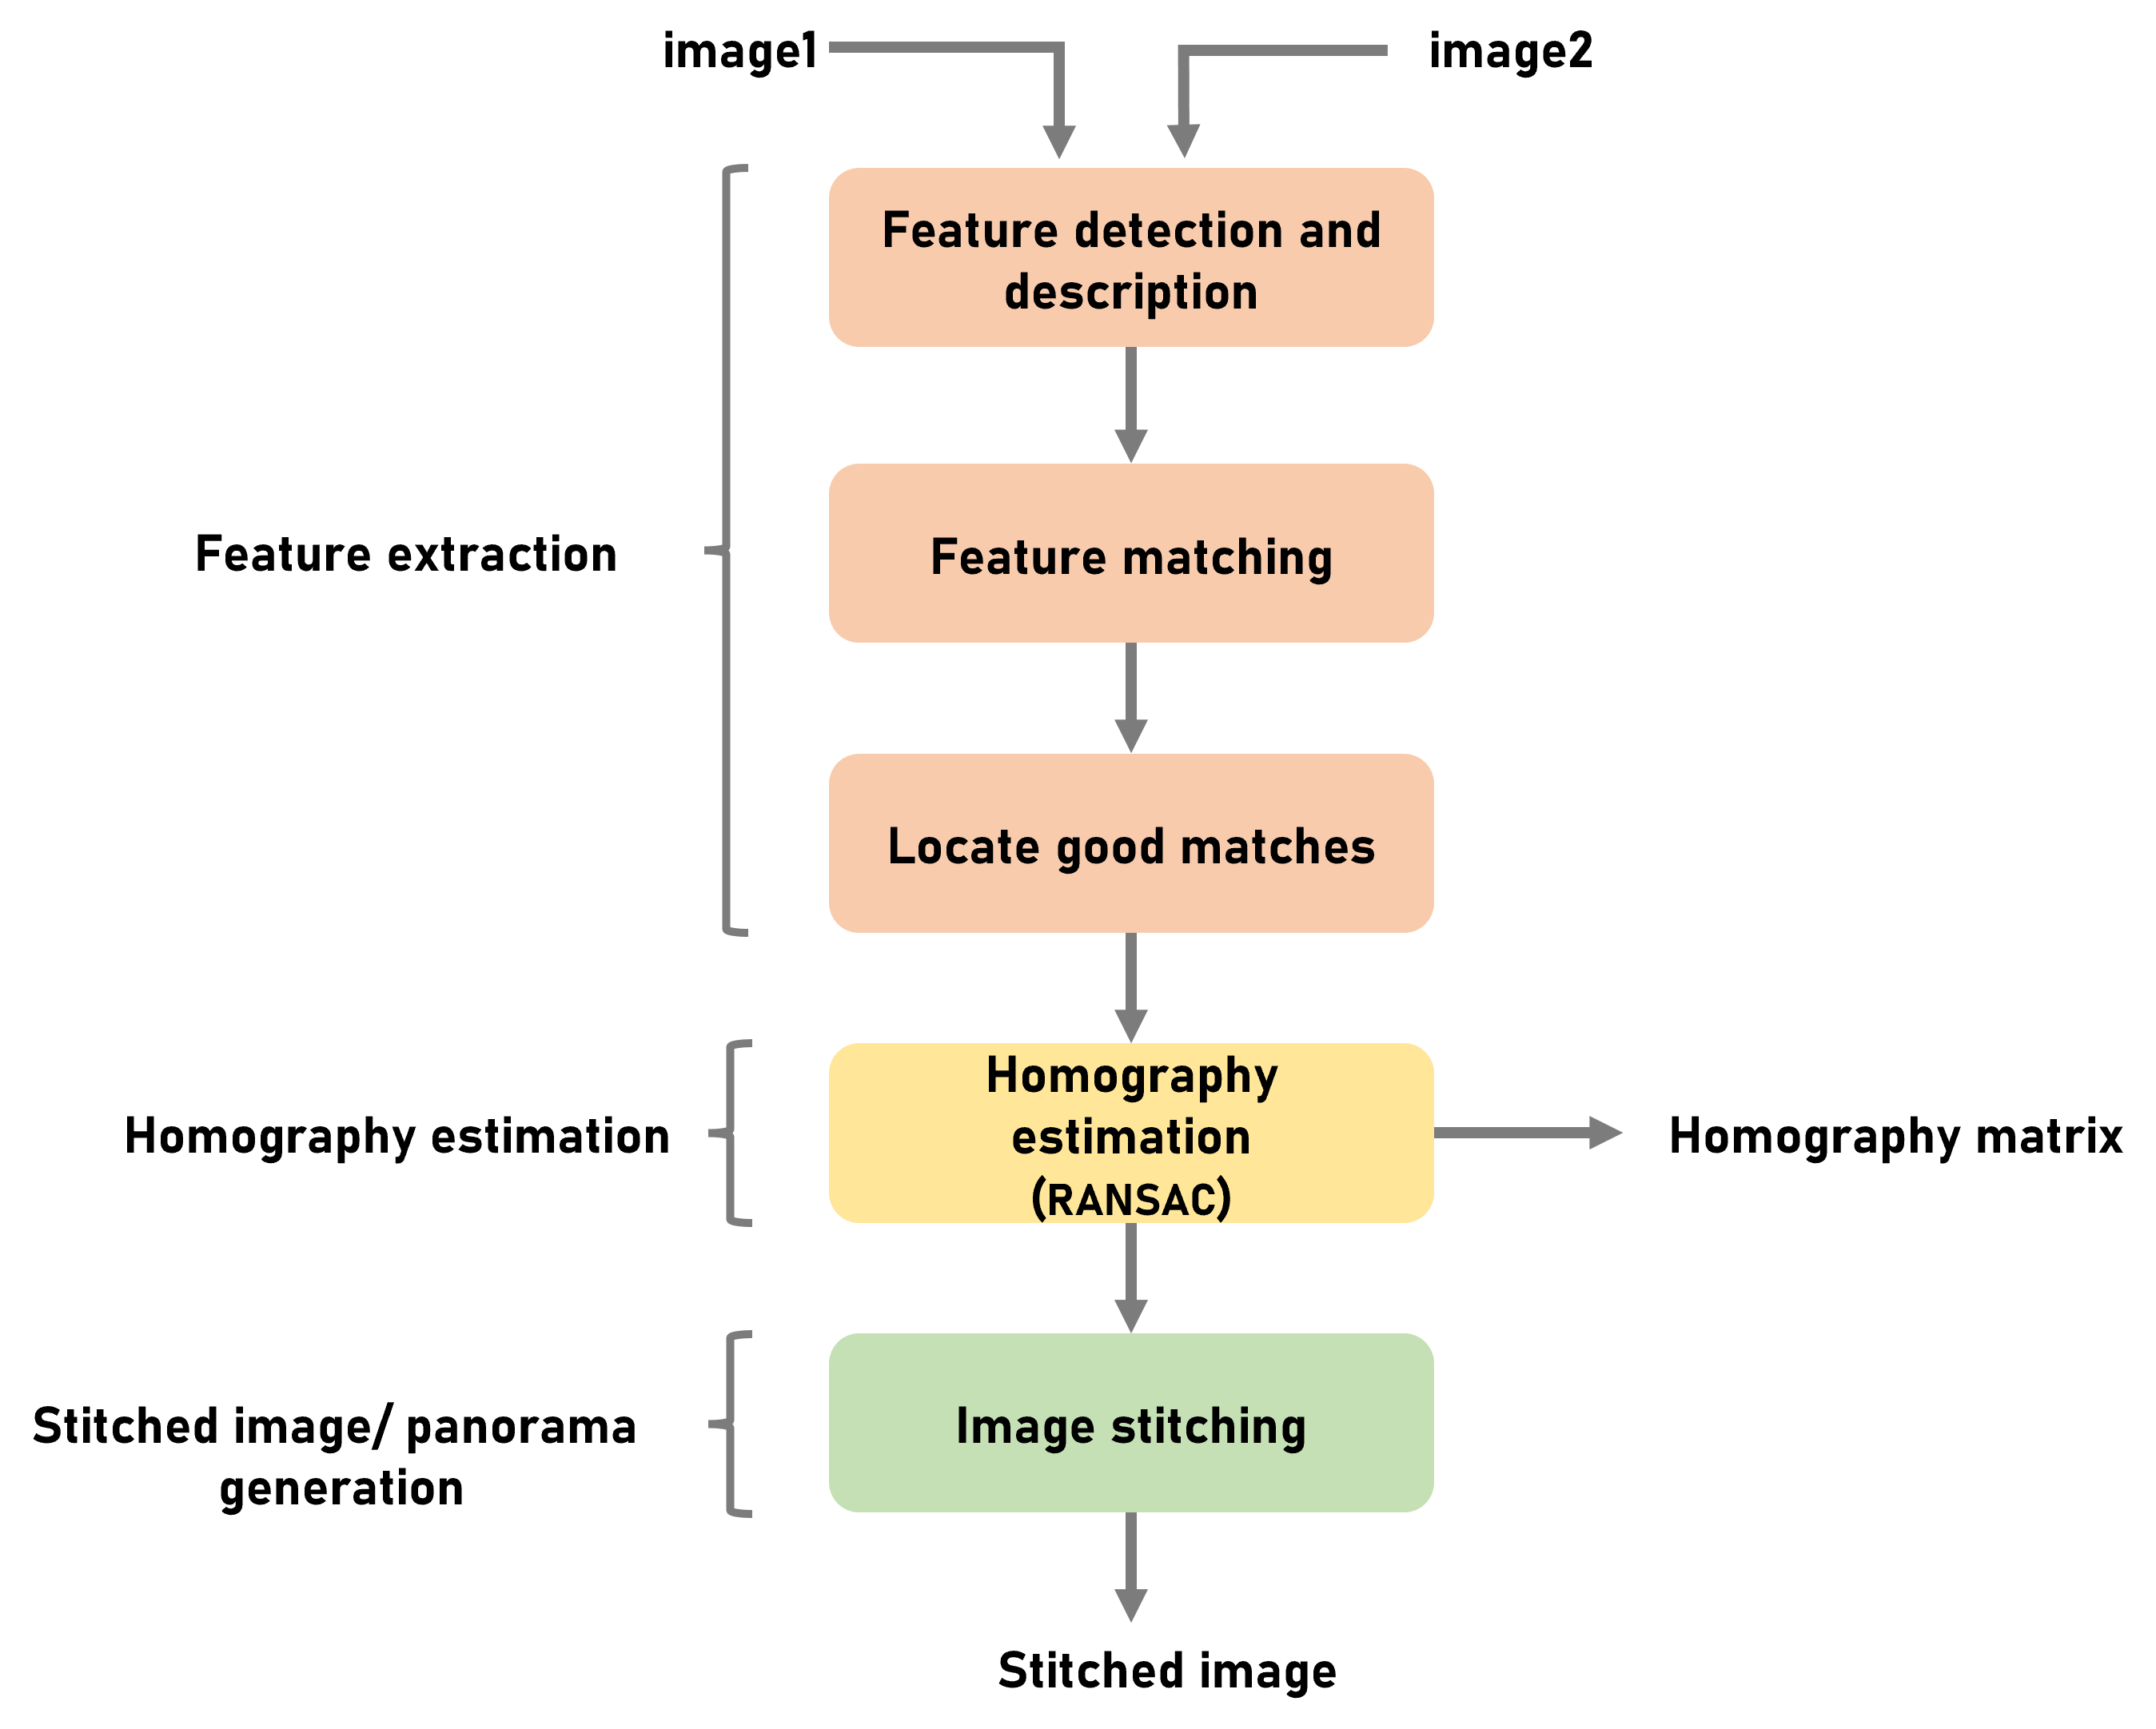 image1
image2
Feature detection and
description
Feature extraction
Feature matching
Locate good matches
Homography estimation
Homography
estimation
(RANSAC)
Homography matrix
Stitched image/ panorama
generation
Image stitching
Stitched image